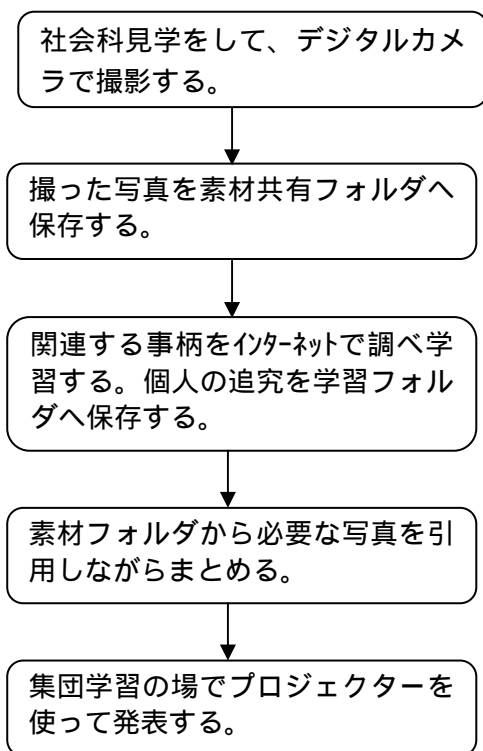 社会科見学をして、デジタルカメ
ラで撮影する。
撮った写真を素材共有フォルダへ
保存する。
関連する事柄をｲﾝﾀｰﾈｯﾄで調べ学
習する。個人の追究を学習フォル
ダへ保存する。
素材フォルダから必要な写真を引
用しながらまとめる。
集団学習の場でプロジェクターを
使って発表する。